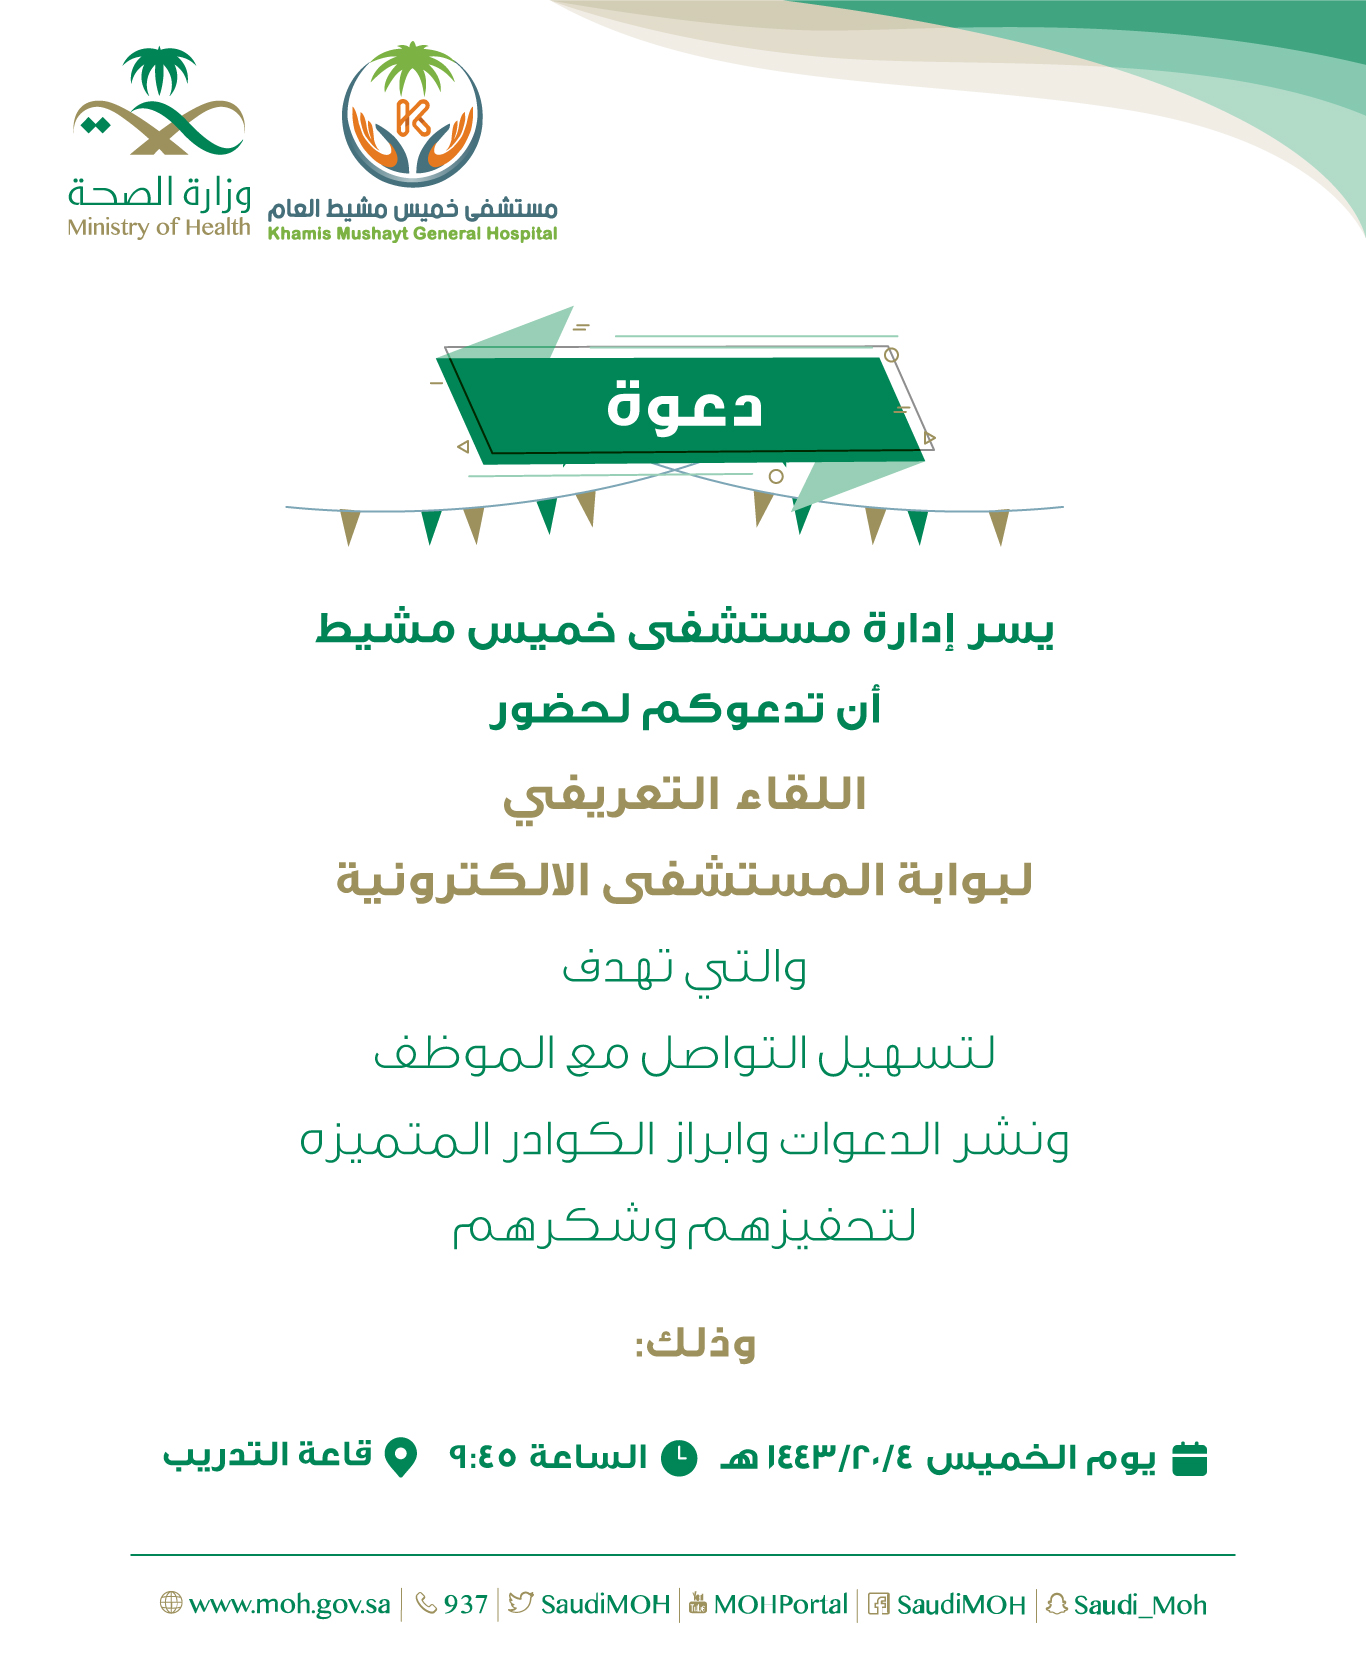 وزارة الصحة
Ministry of Health
مستشفى خميس مشيط العام
Khamis Mushayt General Hospital
دعوة
يسر إدارة مستشفى خميس مشيط
أن تدعوكم لحضور
اللقاء التعريفي
لبوابة المستشفى الالكترونية
والتي تهدف
لتسهيل التواصل مع الموظف
ونشر الدعوات وابراز الكوادر المتميزه
لتحفيزهم وشكرهم
وذلك:
يوم الخميس ١٤٤٣/٢٠/٤ هـ الساعة ٩:٤٥ قاعة التدريب
www.moh.gov.sa | 937 | SaudiMOH | MOHPortal | SaudiMOH | Saudi_Moh